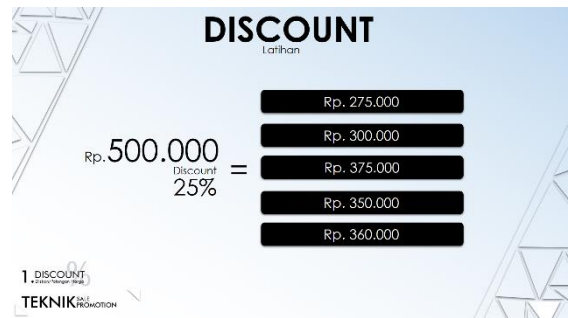 DISCOUNT
Latihan
Rp. 500.000
Discount
25%
=
Rp. 275.000
Rp. 300.000
Rp. 375.000
Rp. 350.000
Rp. 360.000
%
1 DISCOUNT
TEKNIK SALE PROMOTION